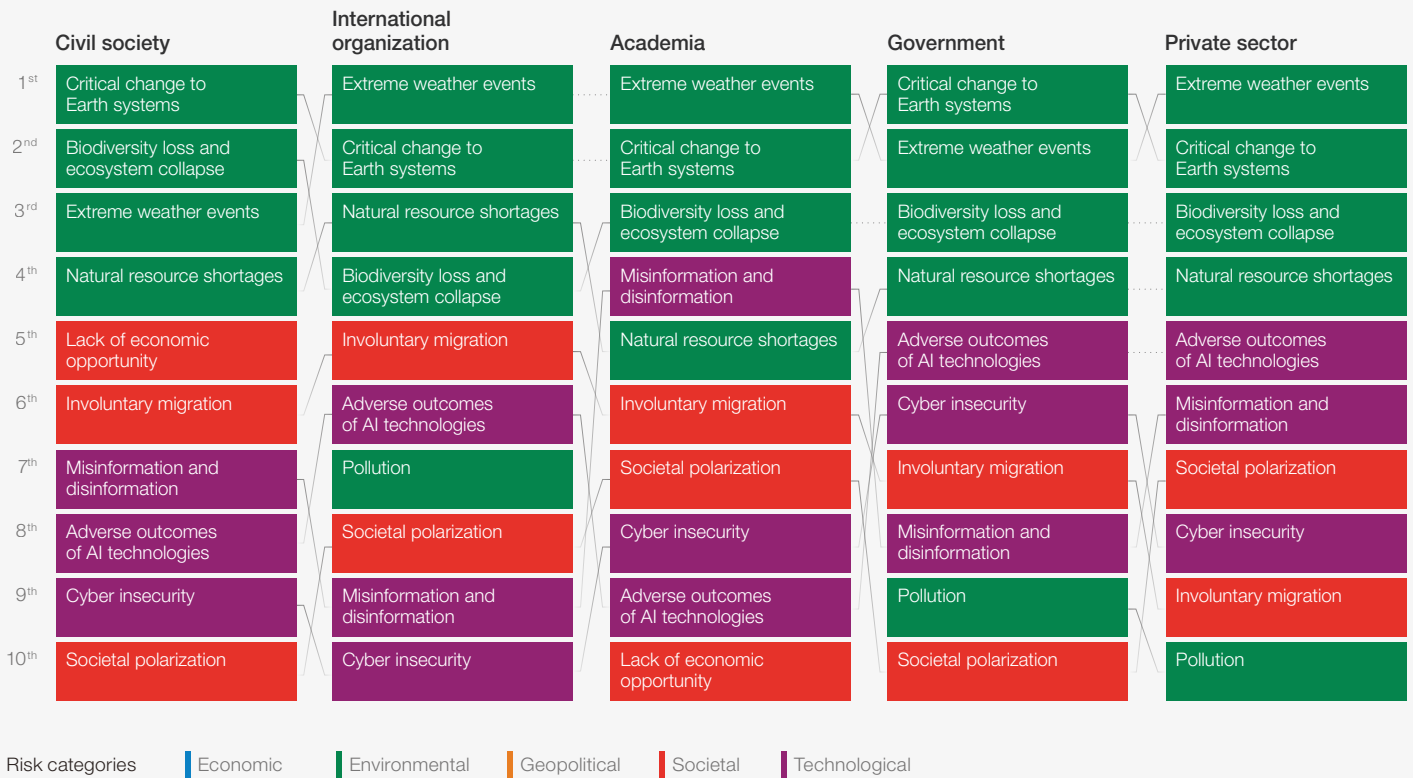 Civil society
International
organization
Academia
Government
Private sector
1st
Critical change to
Earth systems
Extreme weather events
Extreme weather events
Critical change to
Earth systems
Extreme weather events
2nd
Biodiversity loss and
ecosystem collapse
Critical change to
Earth systems
Critical change to
Earth systems
Extreme weather events
Critical change to
Earth systems
3rd
Extreme weather events
Natural resource shortages
Biodiversity loss and
ecosystem collapse
Biodiversity loss and
ecosystem collapse
Biodiversity loss and
ecosystem collapse
4th
Natural resource shortages
Biodiversity loss and
ecosystem collapse
Misinformation and
disinformation
Natural resource shortages
Natural resource shortages
5th
Lack of economic
opportunity
Involuntary migration
Natural resource shortages
Adverse outcomes
of AI technologies
Adverse outcomes
of AI technologies
6th
Involuntary migration
Adverse outcomes
of AI technologies
Involuntary migration
Cyber insecurity
Misinformation and
disinformation
7th
Misinformation and
disinformation
Pollution
Societal polarization
Involuntary migration
Societal polarization
8th
Adverse outcomes
of AI technologies
Societal polarization
Cyber insecurity
Misinformation and
disinformation
Cyber insecurity
9th
Cyber insecurity
Misinformation and
disinformation
Adverse outcomes
of AI technologies
Pollution
Involuntary migration
10th
Societal polarization
Cyber insecurity
Lack of economic
opportunity
Societal polarization
Pollution
Risk categories
Economic
Environmental
Geopolitical
Societal
Technological